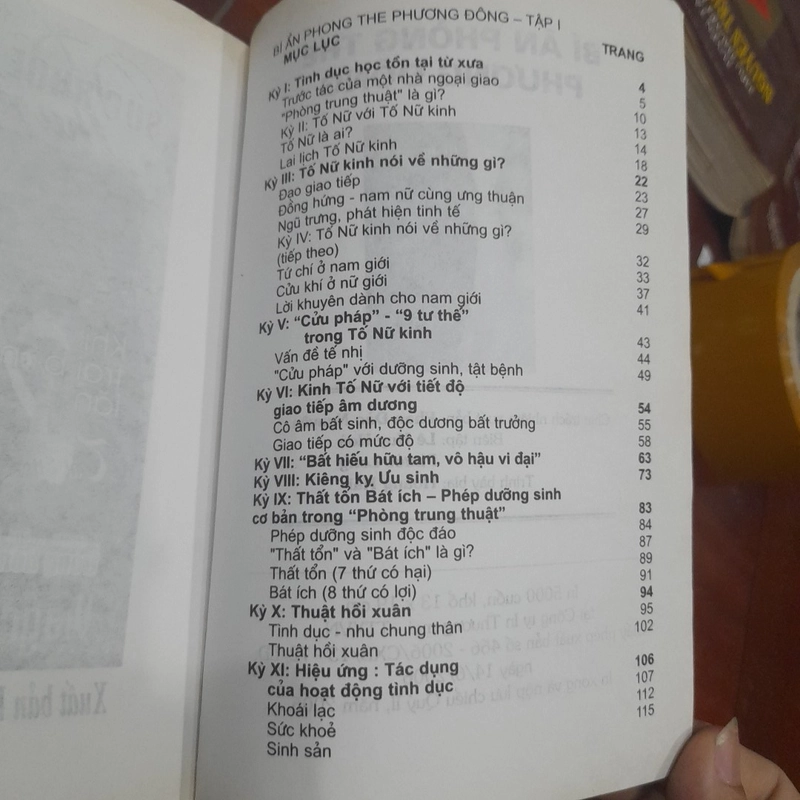 BÍ ẨN PHÒNG THE PHƯƠNG ĐÔNG – TẬP I
MỤC LỤC TRANG
Kỳ I: Tình dục học tồn tại từ xưa 4
Trước tác của một nhà ngoại giao 5
"Phòng trung thuật" là gì? 10
Kỳ II: Tố Nữ với Tố Nữ kinh 13
Tố Nữ là ai? 14
Lai lịch Tố Nữ kinh 18
Kỳ III: Tố Nữ kinh nói về những gì? 22
Đạo giao tiếp 23
Đồng hứng - nam nữ cùng ưng thuận 27
Ngũ trưng, phát hiện tinh tế 29
Kỳ IV: Tố Nữ kinh nói về những gì?
(tiếp theo) 32
Tứ chí ở nam giới 33
Cửu khí ở nữ giới 37
Lời khuyên dành cho nam giới 41
Kỳ V: “Cửu pháp” - “9 tư thế”
trong Tố Nữ kinh 43
Vấn đề tế nhị 44
"Cửu pháp" với dưỡng sinh, tật bệnh 49
Kỳ VI: Kinh Tố Nữ với tiết độ
giao tiếp âm dương 54
Cô âm bất sinh, độc dương bất trưởng 55
Giao tiếp có mức độ 58
Kỳ VII: “Bất hiếu hữu tam, vô hậu vi đại” 63
Kỳ VIII: Kiêng kỵ Ưu sinh 73
Kỳ IX: Thất tổn Bát ích – Phép dưỡng sinh
cơ bản trong “Phòng trung thuật” 83
Phép dưỡng sinh độc đáo 84
"Thất tổn" và "Bát ích" là gì? 87
Thất tổn (7 thứ có hại) 89
Bát ích (8 thứ có lợi) 91
Kỳ X: Thuật hồi xuân 94
Tình dục - nhu chung thân 95
Thuật hồi xuân 102
Kỳ XI: Hiệu ứng : Tác dụng
của hoạt động tình dục 106
Khoái lạc 107
Sức khoẻ 112
Sinh sản 115